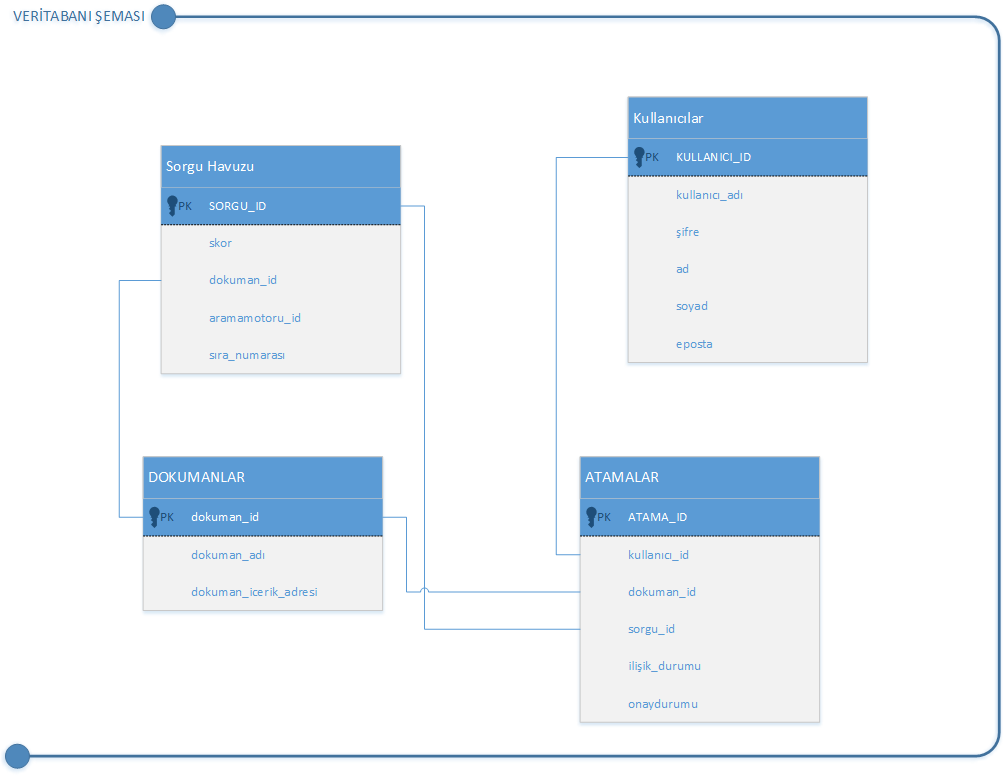 VERİTABANI ŞEMASI
Kullanıcılar
PK KULLANICI_ID
kullanıcı_adı
şifre
ad
soyad
eposta
Sorgu Havuzu
PK SORGU_ID
skor
dokuman_id
aramamotoru_id
sıra_numarası
DOKUMANLAR
PK dokuman_id
dokuman_adı
dokuman_icerik_adresi
ATAMALAR
PK ATAMA_ID
kullanıcı_id
dokuman_id
sorgu_id
ilişik_durumu
onaydurumu